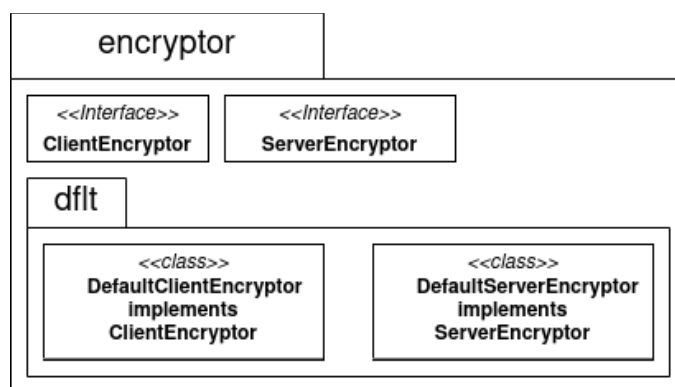 encryptor
<<Interface>>
ClientEncryptor
<<Interface>>
ServerEncryptor
dflt
<<class>>
DefaultClientEncryptor
implements
ClientEncryptor
<<class>>
DefaultServerEncryptor
implements
ServerEncryptor